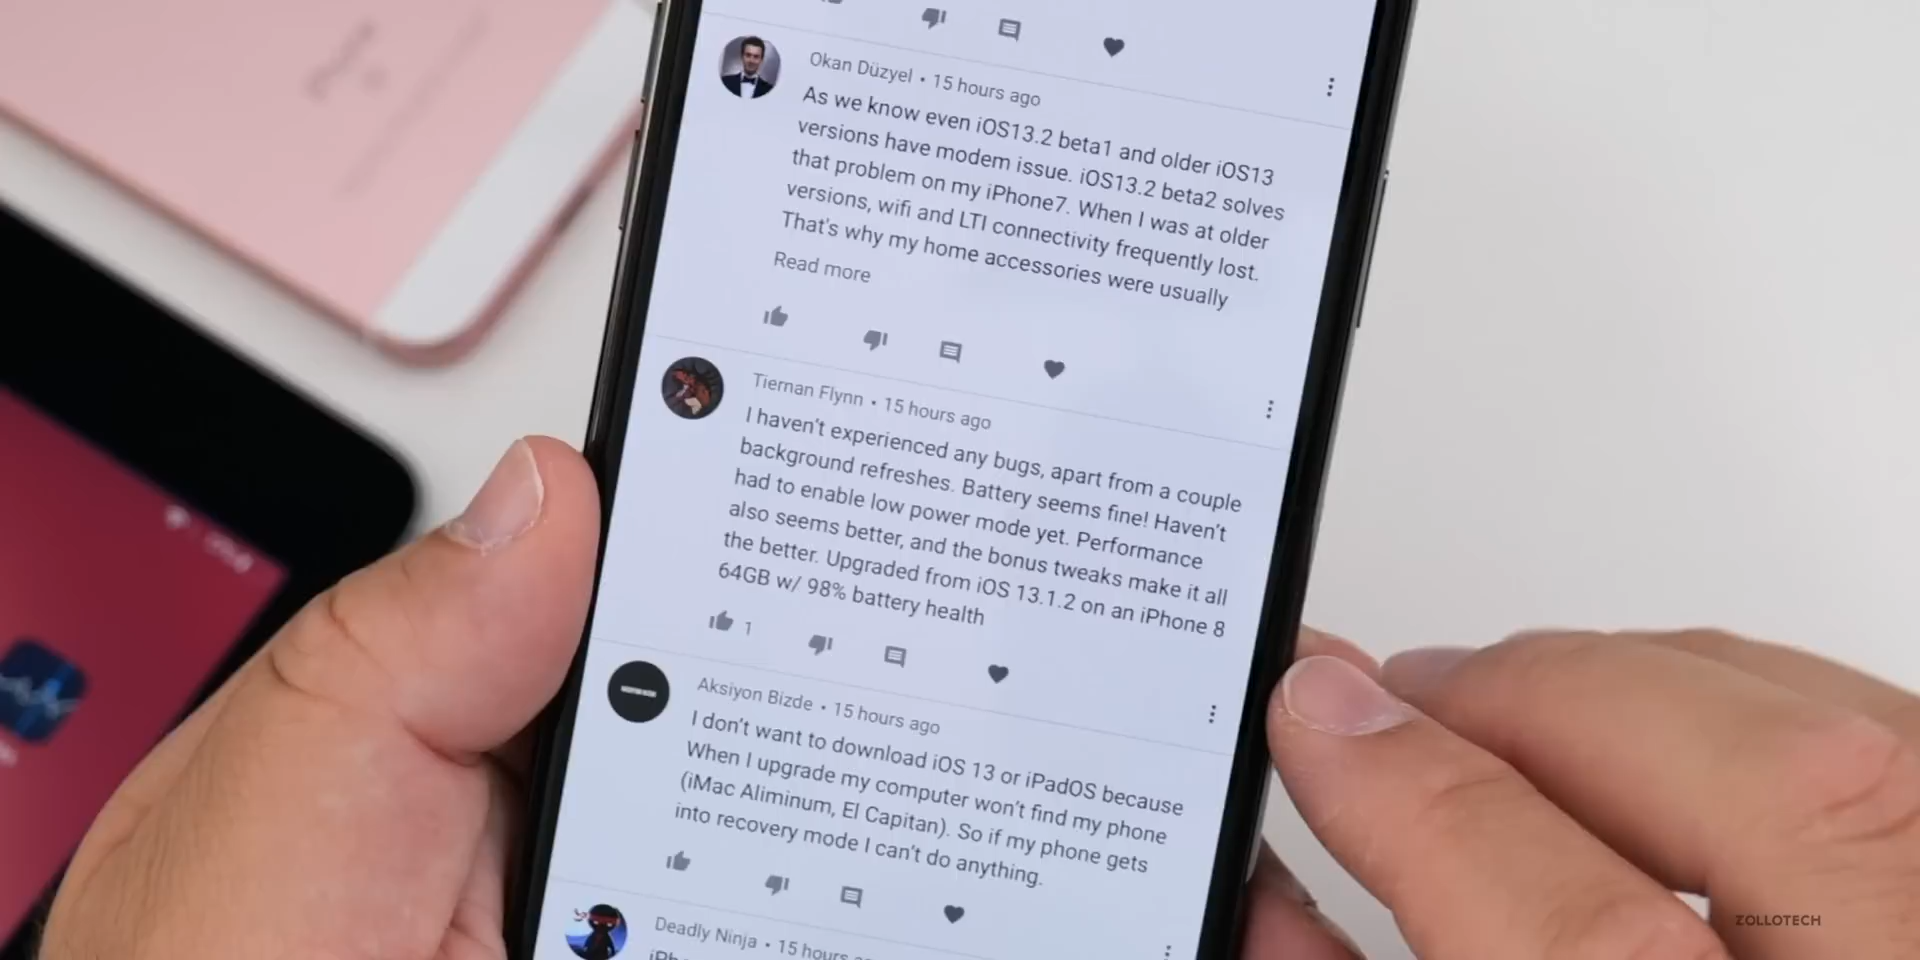 Okan Düzyel • 15 hours ago
As we know even iOS13.2 beta1 and older iOS13
versions have modem issue. iOS13.2 beta2 solves
that problem on my iPhone7. When I was at older
versions, wifi and LTI connectivity frequently lost.
That's why my home accessories were usually
Read more
Tiernan Flynn • 15 hours ago
I haven't experienced any bugs, apart from a couple
background refreshes. Battery seems fine! Haven't
had to enable low power mode yet. Performance
also seems better, and the bonus tweaks make it all
the better. Upgraded from iOS 13.1.2 on an iPhone 8
64GB w/ 98% battery health
1
Aksiyon Bizde • 15 hours ago
I don't want to download iOS 13 or iPadOS because
When I upgrade my computer won't find my phone
(iMac Aliminum, El Capitan). So if my phone gets
into recovery mode I can't do anything.
Deadly Ninja • 15 hours
ZOLLOTECH